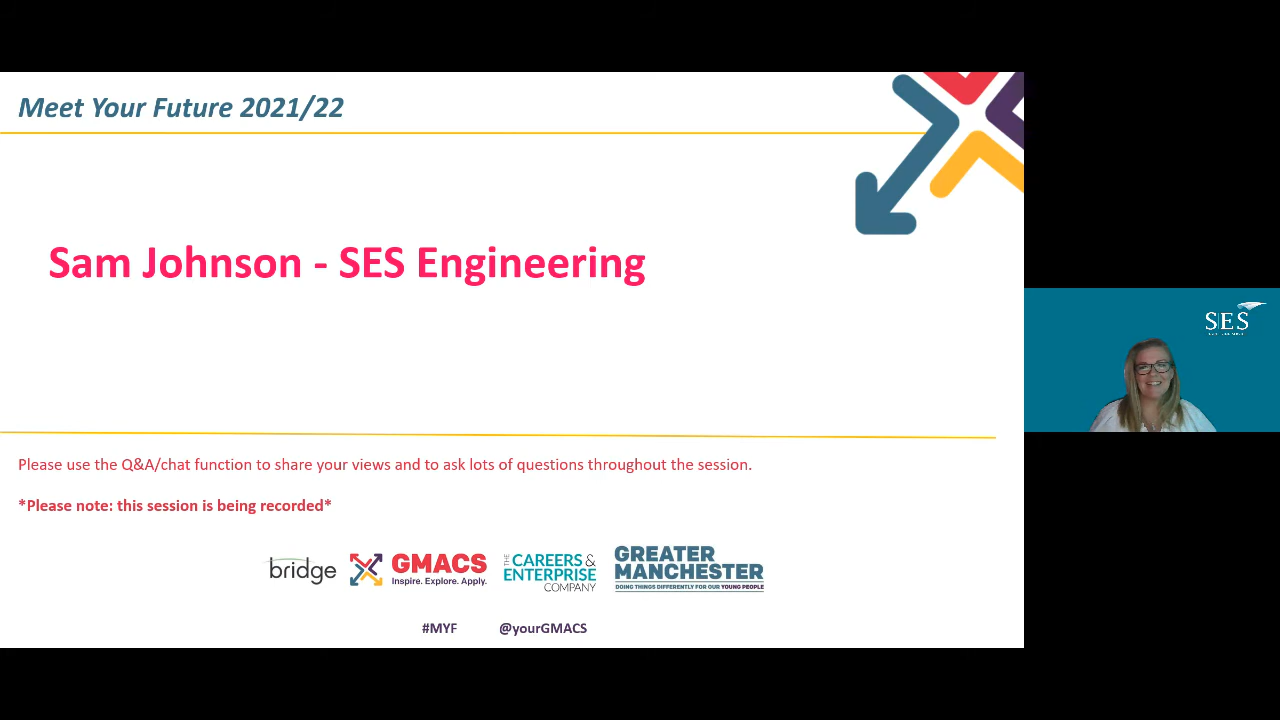 Meet Your Future 2021/22
Sam Johnson - SES Engineering
SES
Please use the Q&A/chat function to share your views and to ask lots of questions throughout the session.
*Please note: this session is being recorded*
bridge
GMACS
Inspire. Explore. Apply.
THE CAREERS &
ENTERPRISE
COMPANY
GREATER
MANCHESTER
DOING THINGS DIFFERENTLY FOR OUR YOUNG PEOPLE
#MYF @yourGMACS